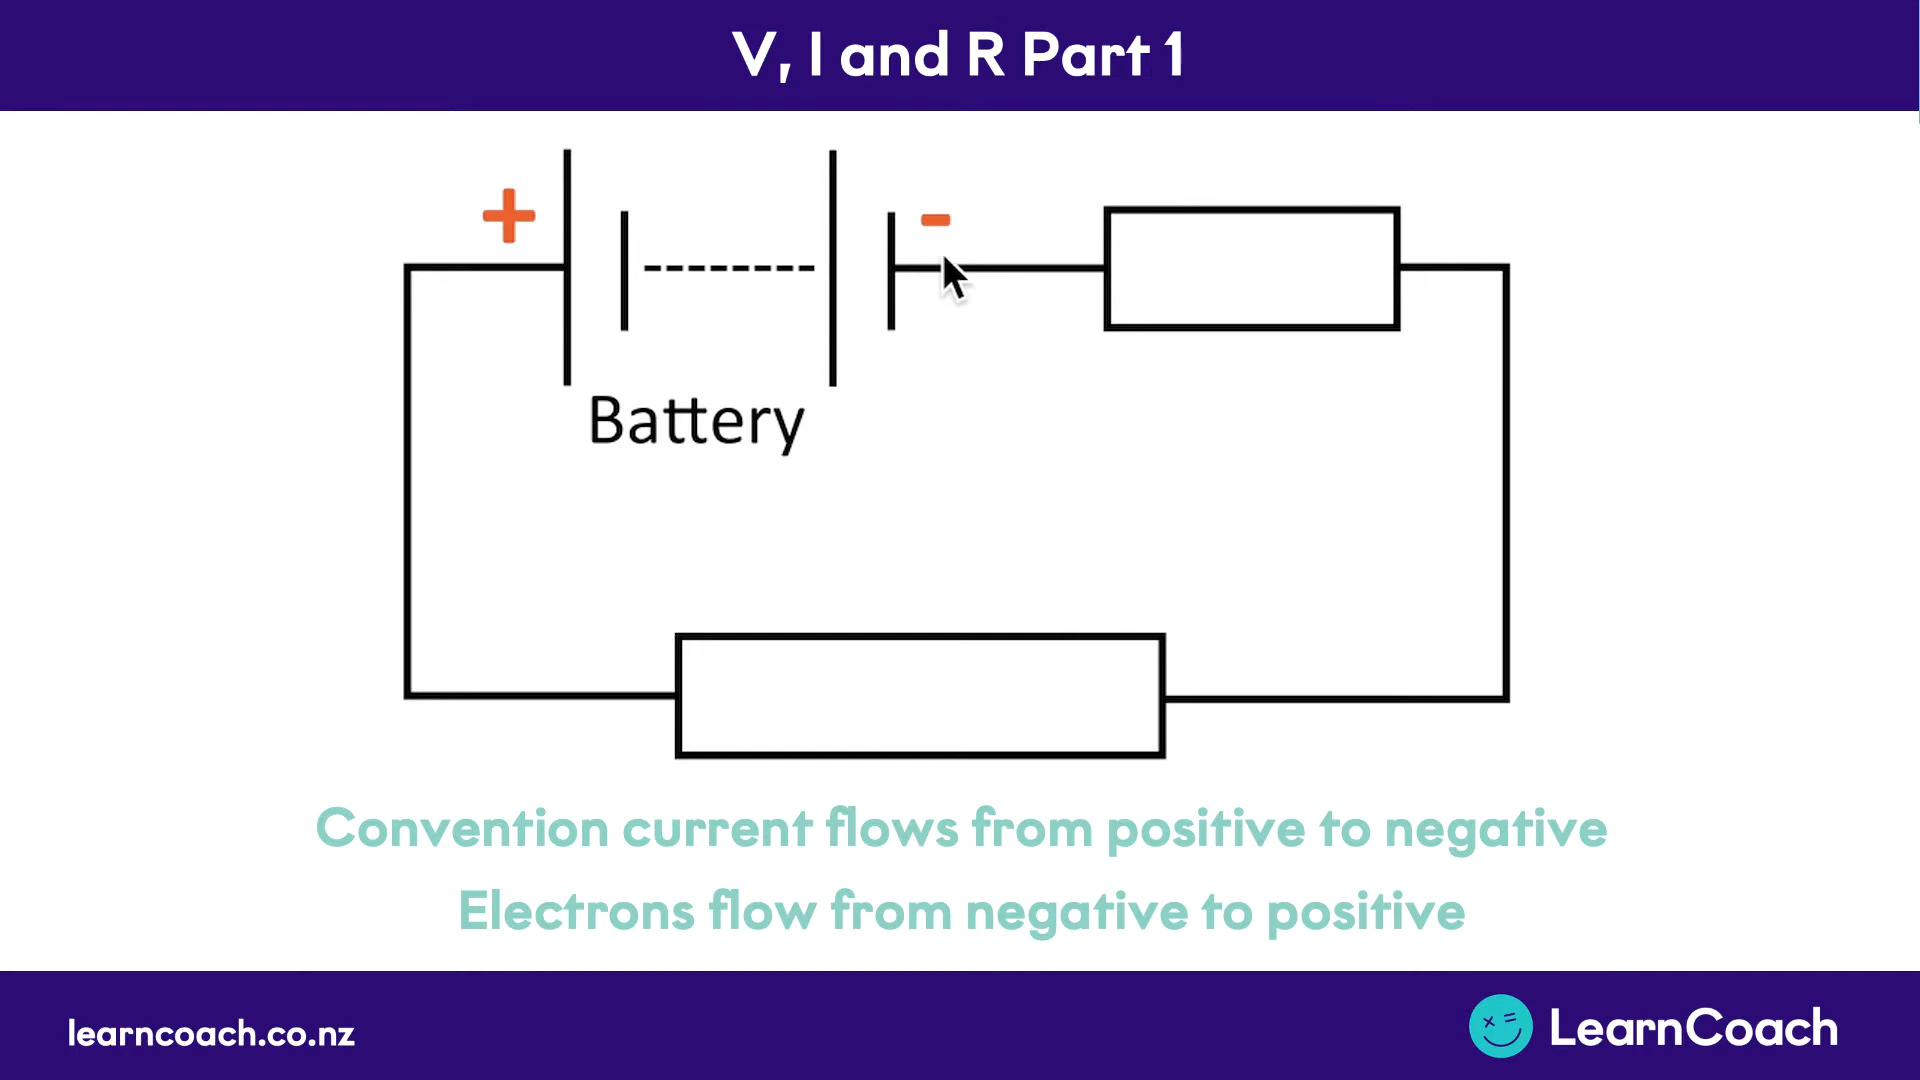 V, I and R Part 1
+
-
Battery
Convention current flows from positive to negative
Electrons flow from negative to positive
learncoach.co.nz
LearnCoach